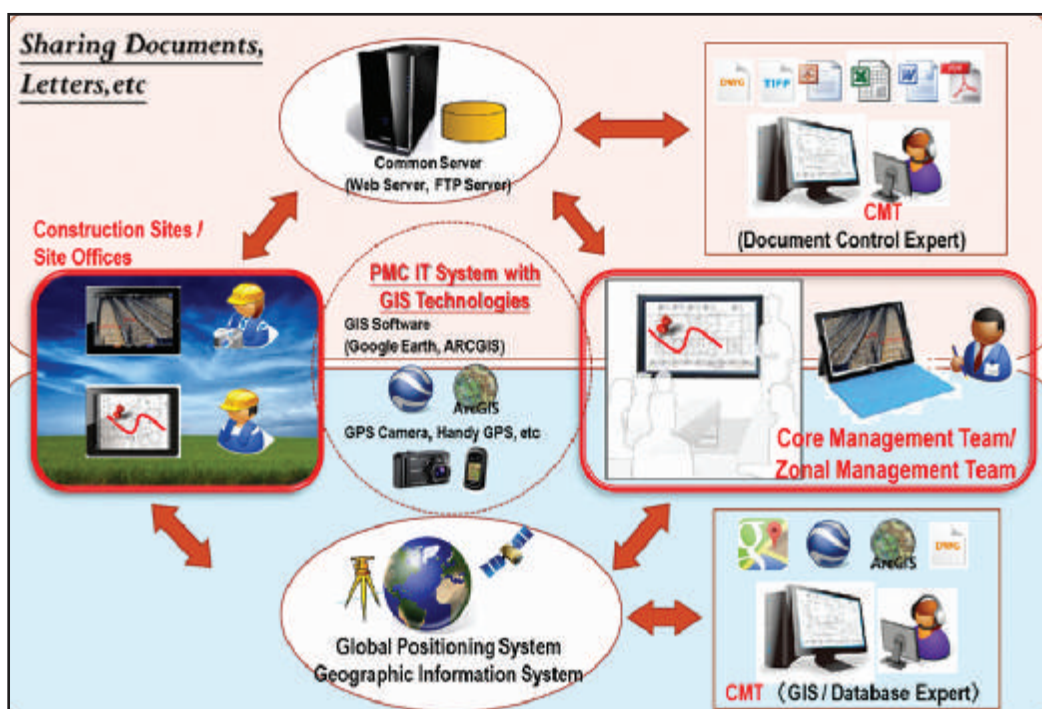 Sharing Documents,
Letters,etc
DWG
TIFF
PDF
Common Server
(Web Server, FTP Server)
CMT
(Document Control Expert)
Construction Sites /
Site Offices
PMC IT System with
GIS Technologies
GIS Software
(Google Earth, ARCGIS)
ARCGIS
GPS Camera, Handy GPS, etc
Core Management Team/
Zonal Management Team
Global Positioning System
Geographic Information System
ARCGIS
DWG
CMT （GIS / Database Expert）